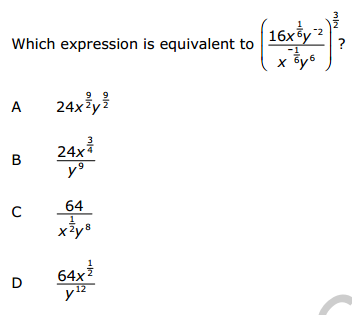 Which expression is equivalent to $\left(\frac{16x^{\frac{1}{6}}y^{-2}}{x^{-\frac{1}{6}}y^{6}}\right)^{\frac{3}{2}}$?
A $24x^{\frac{9}{2}}y^{\frac{9}{2}}$
B $\frac{24x^{\frac{3}{4}}}{y^{9}}$
C $\frac{64}{x^{\frac{1}{2}}y^{8}}$
D $\frac{64x^{\frac{1}{2}}}{y^{12}}$